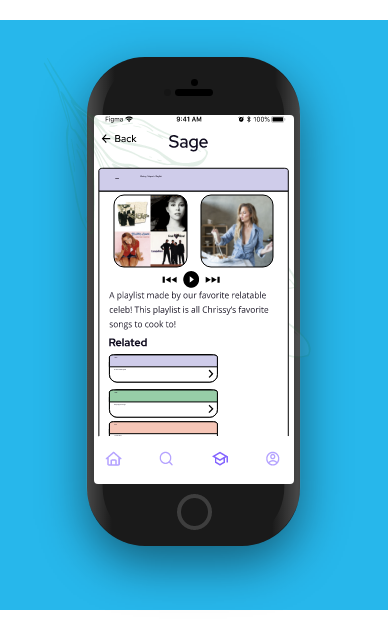 Figma 9:41 AM 100%
← Back
Sage
A playlist made by our favorite relatable
celeb! This playlist is all Chrissy's favorite
songs to cook to!
Related